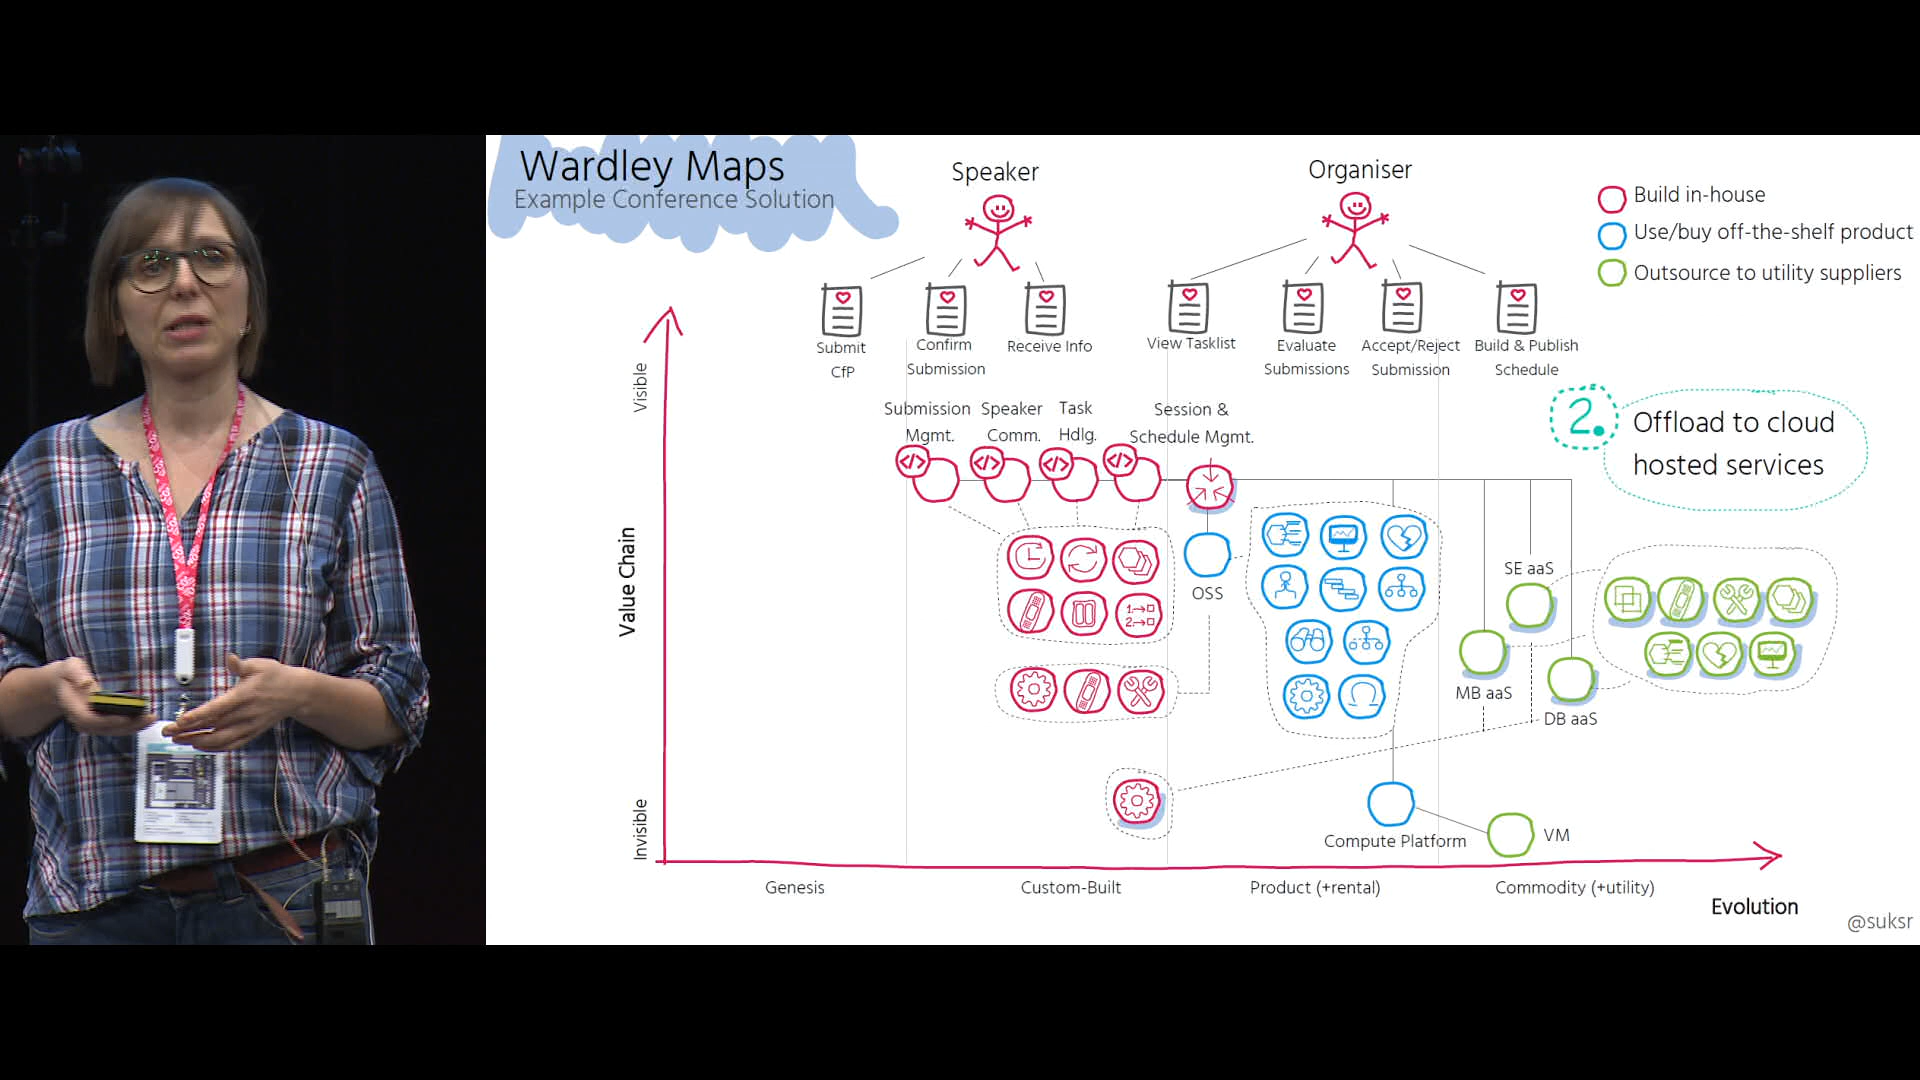 Wardley Maps
Example Conference Solution
Speaker
Organiser
Build in-house
Use/buy off-the-shelf product
Outsource to utility suppliers
Submit
CfP
Confirm
Submission
Receive Info
View Tasklist
Evaluate
Submissions
Accept/Reject
Submission
Build & Publish
Schedule
2.
Offload to cloud
hosted services
Submission
Mgmt.
Speaker
Comm.
Task
Hdlg.
Session &
Schedule Mgmt.
</>
</>
</>
</>
Visible
Value Chain
Invisible
1.→□
2.→□
OSS
SE aaS
MB aaS
DB aaS
Compute Platform
VM
Genesis
Custom-Built
Product (+rental)
Commodity (+utility)
Evolution
@suksr